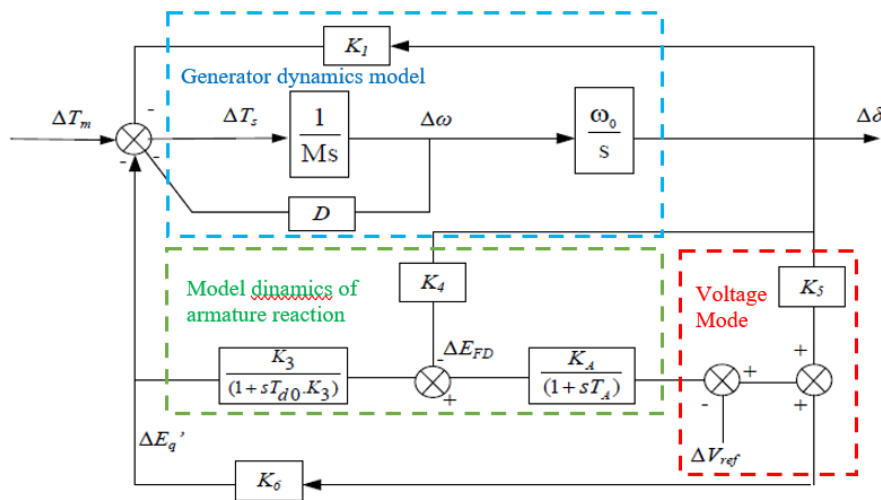 K1
Generator dynamics model
-
ΔTm
ΔTs
1
Ms
Δω
ω0
s
Δδ
-
-
D
Model dinamics of
armature reaction
K4
Voltage
Mode
K5
K3
(1+sTd0.K3)
-
ΔEFD
+
KA
(1+sTA)
+
+
-
+
ΔEq'
ΔVref
K6